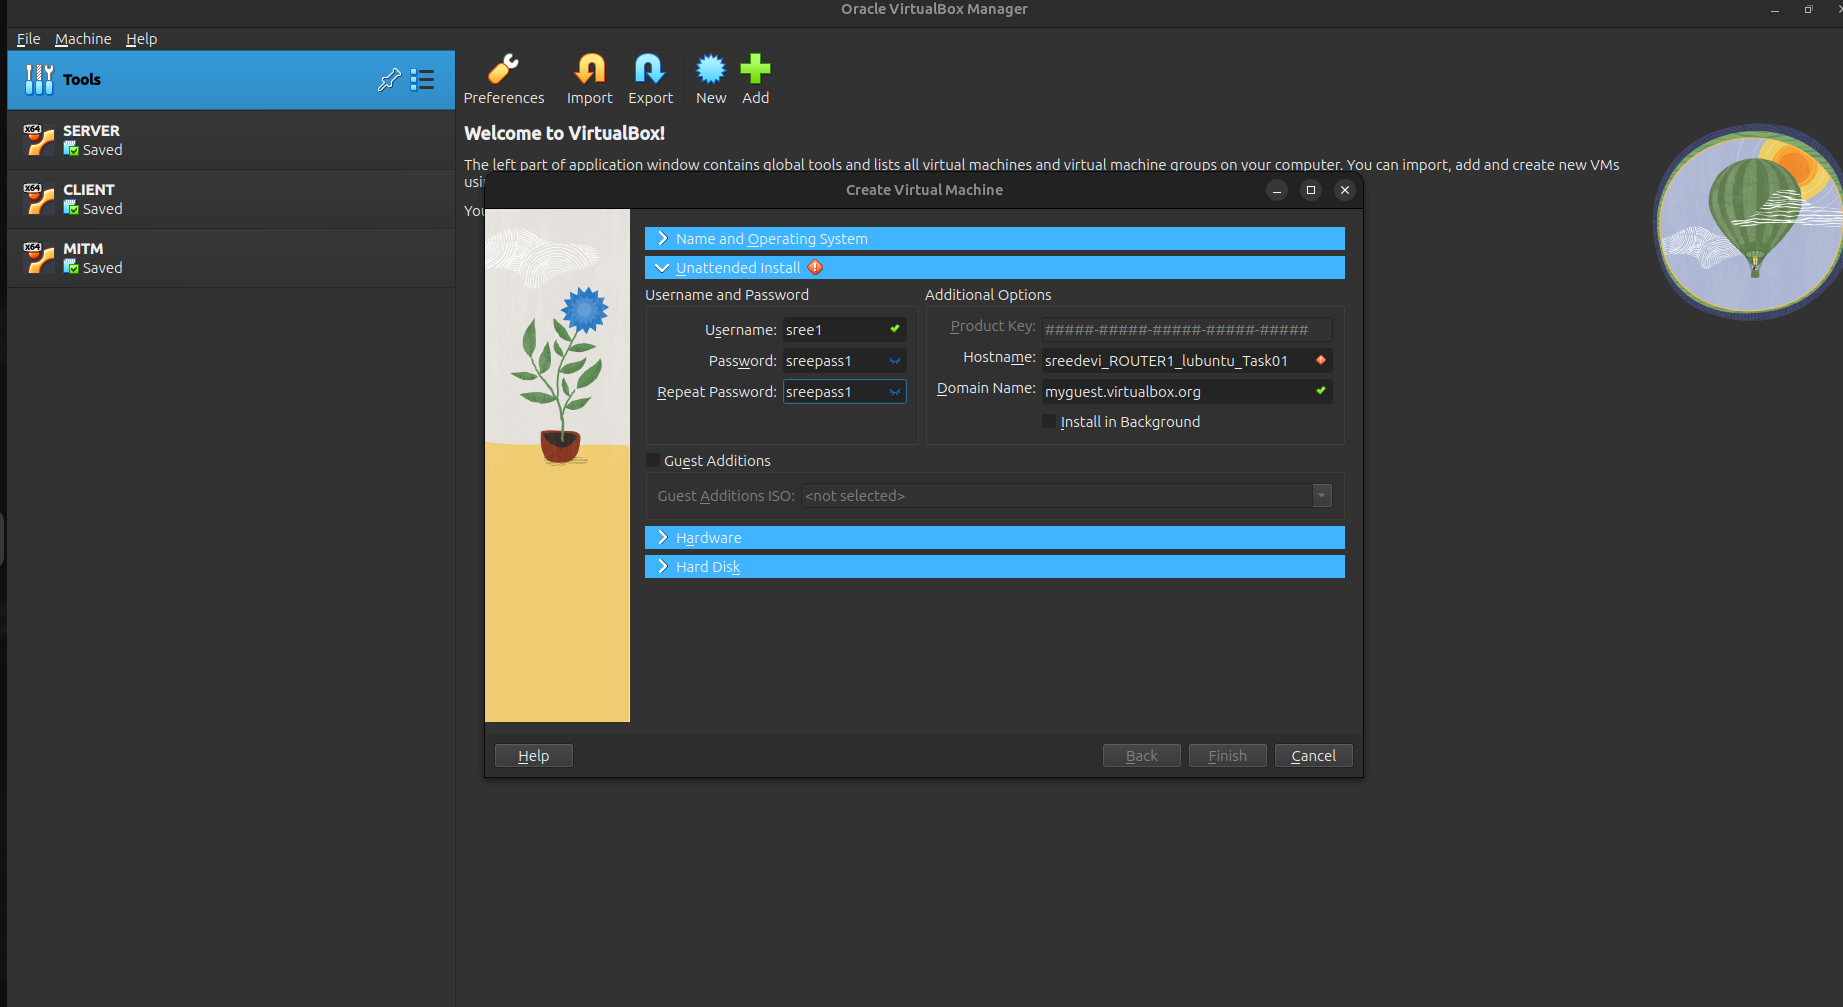 Oracle VirtualBox Manager
File Machine Help
Tools
Preferences Import Export New Add
X64 SERVER
Saved
X64 CLIENT
Saved
X64 MITM
Saved
Welcome to VirtualBox!
The left part of application window contains global tools and lists all virtual machines and virtual machine groups on your computer. You can import, add and create new VMs
Create Virtual Machine
Name and Operating System
Unattended Install
Username and Password
Username: sree1
Password: sreepass1
Repeat Password: sreepass1
Additional Options
Product Key: #####-#####-#####-#####-#####
Hostname: sreedevi_ROUTER1_lubuntu_Task01
Domain Name: myguest.virtualbox.org
Install in Background
Guest Additions
Guest Additions ISO: <not selected>
Hardware
Hard Disk
Help Back Finish Cancel